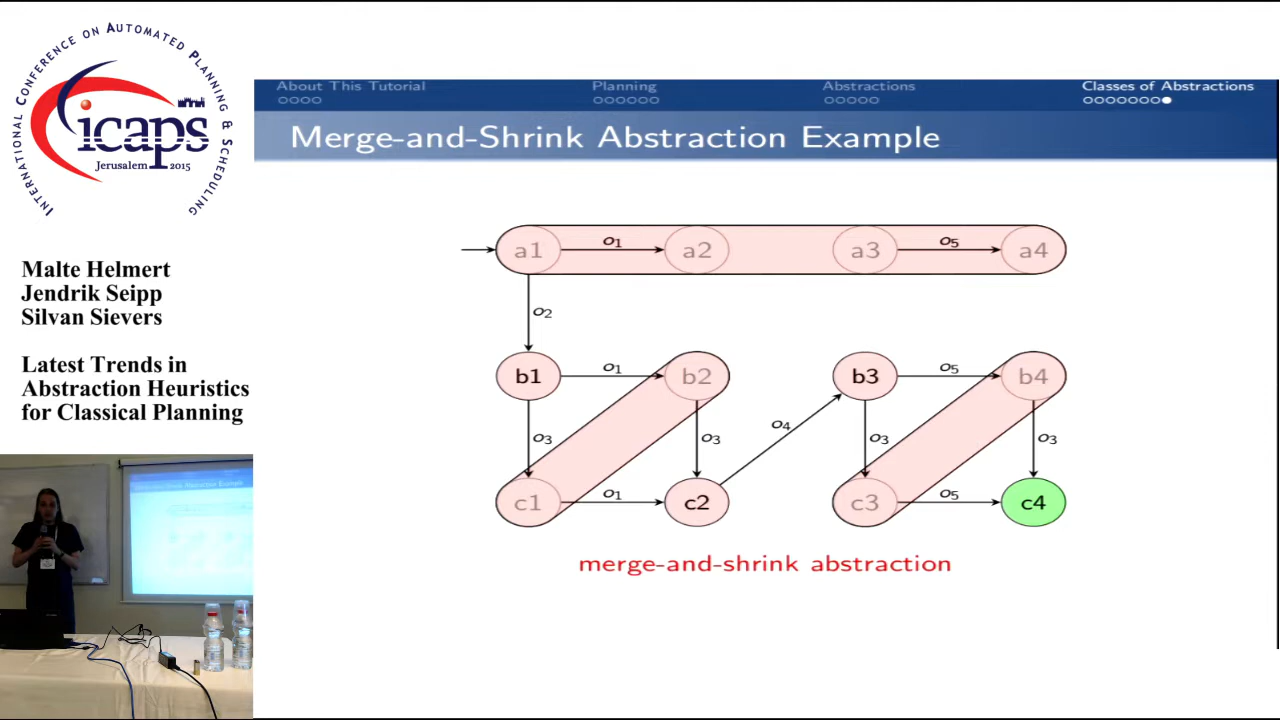 INTERNATIONAL CONFERENCE ON AUTOMATED PLANNING & SCHEDULING
icaps
Jerusalem 2015
Malte Helmert
Jendrik Seipp
Silvan Sievers
Latest Trends in
Abstraction Heuristics
for Classical Planning
About This Tutorial Planning Abstractions Classes of Abstractions
Merge-and-Shrink Abstraction Example
a1 o1 a2 a3 o5 a4
o2
b1 o1 b2 b3 o5 b4
o3 o3 o4 o3 o3
c1 o1 c2 c3 o5 c4
merge-and-shrink abstraction